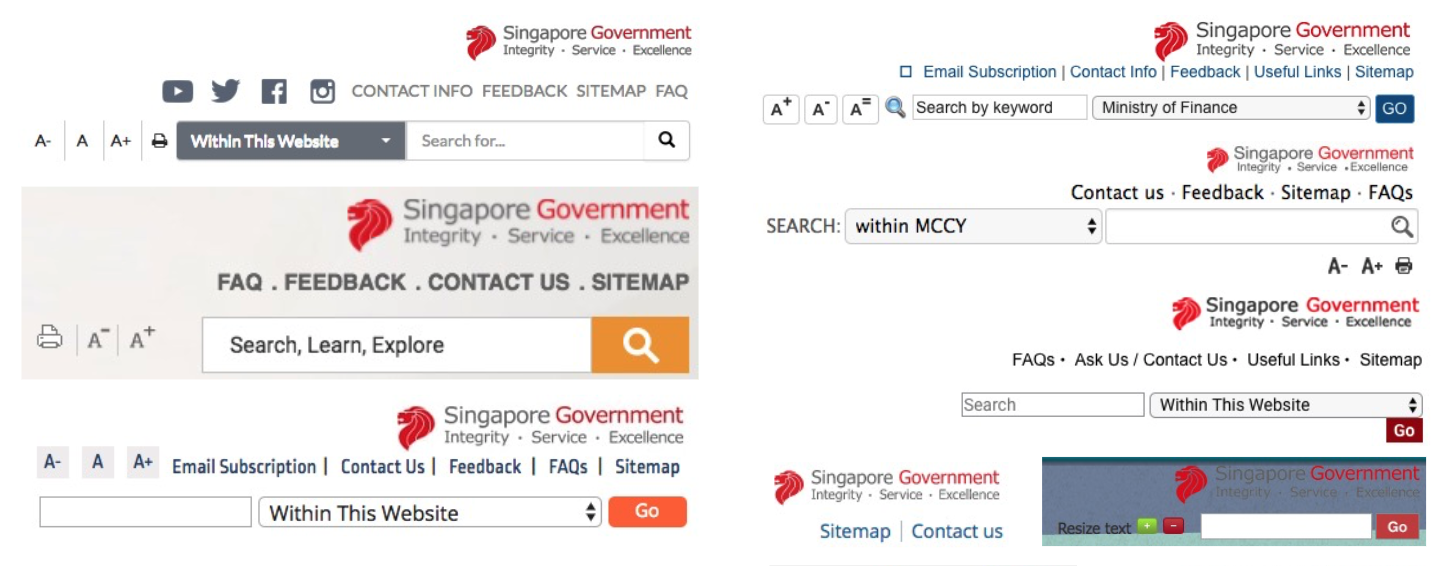 Singapore Government
Integrity · Service · Excellence
CONTACT INFO FEEDBACK SITEMAP FAQ
A- A A+ Within This Website Search for...
Singapore Government
Integrity · Service · Excellence
FAQ . FEEDBACK . CONTACT US . SITEMAP
A- A+ Search, Learn, Explore
Singapore Government
Integrity · Service · Excellence
A- A A+ Email Subscription | Contact Us | Feedback | FAQs | Sitemap
Within This Website Go
Singapore Government
Integrity · Service · Excellence
Email Subscription | Contact Info | Feedback | Useful Links | Sitemap
A+ A- A= Search by keyword Ministry of Finance GO
Singapore Government
Integrity · Service · Excellence
Contact us · Feedback · Sitemap · FAQs
SEARCH: within MCCY
A- A+
Singapore Government
Integrity · Service · Excellence
FAQs · Ask Us / Contact Us · Useful Links · Sitemap
Search Within This Website
Go
Singapore Government
Integrity · Service · Excellence
Sitemap | Contact us
Singapore Government
Integrity · Service · Excellence
Resize text + - Go